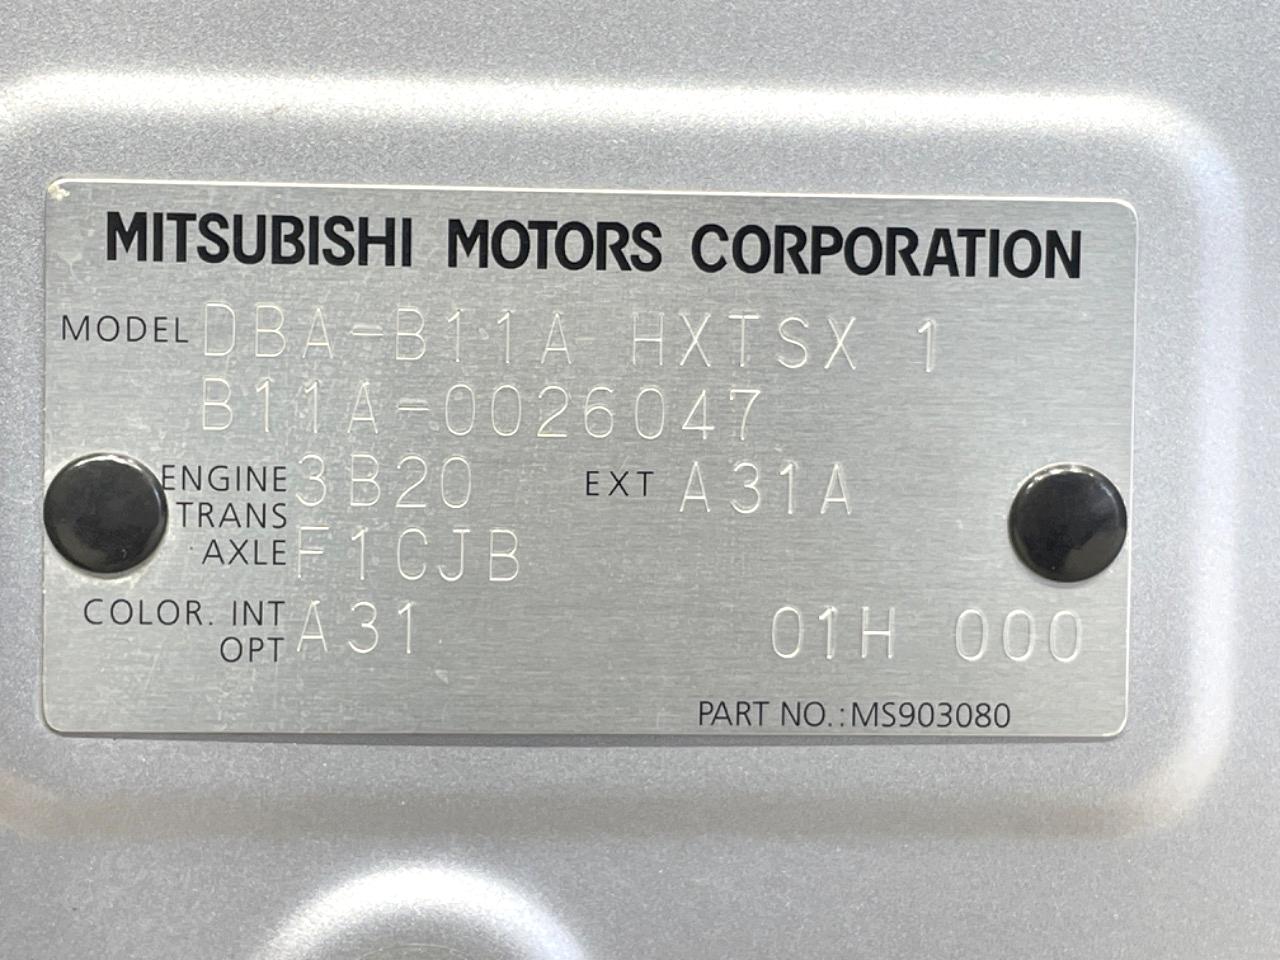 MITSUBISHI MOTORS CORPORATION
MODEL DBA-B11A HXTSX 1
B11A-0026047
ENGINE 3B20 EXT A31A
TRANS
AXLE F1CJB
COLOR. INT A31 01H 000
OPT
PART NO.:MS903080